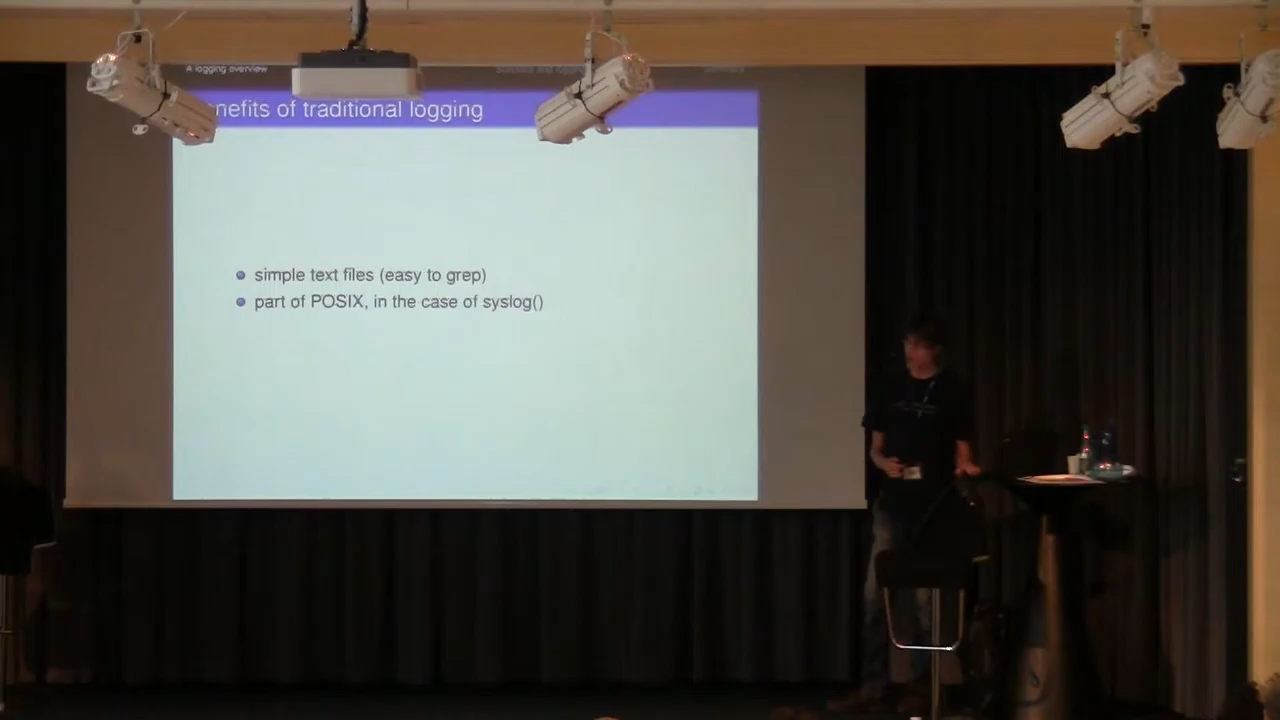 A logging overview
nefits of traditional logging
simple text files (easy to grep)
part of POSIX, in the case of syslog()